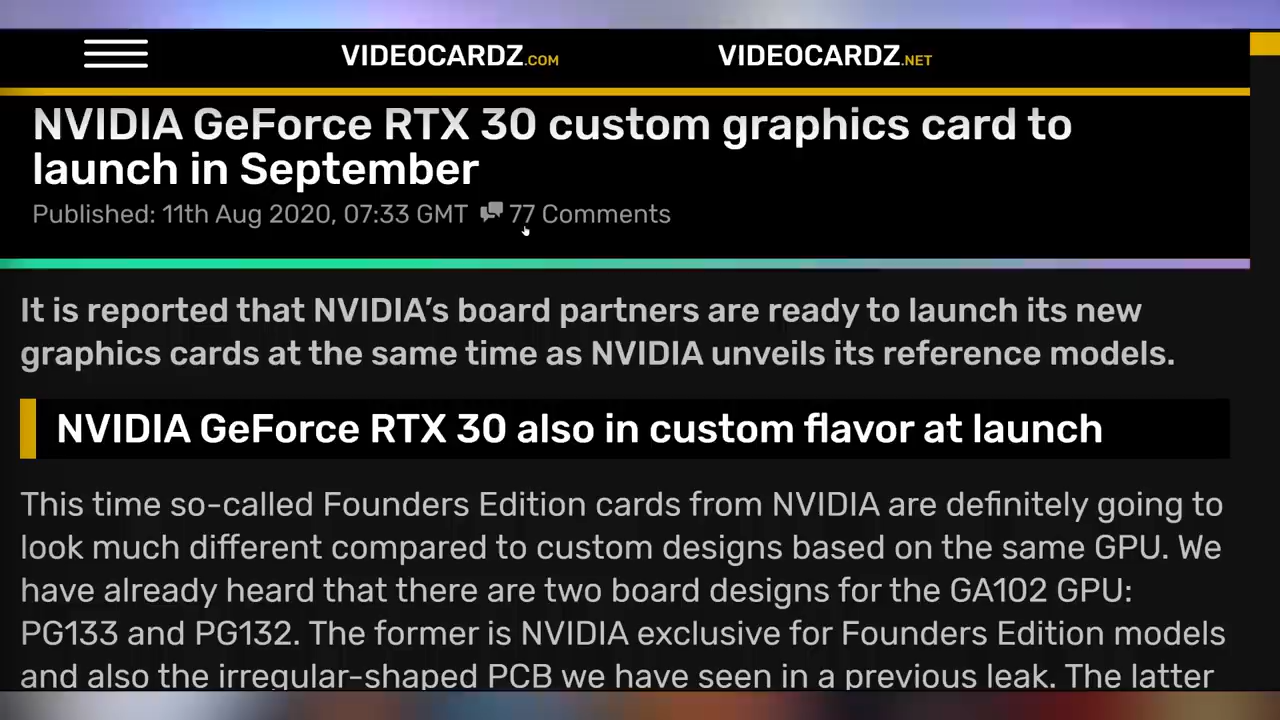 VIDEOCARDZ.COM
VIDEOCARDZ.NET
NVIDIA GeForce RTX 30 custom graphics card to
launch in September
Published: 11th Aug 2020, 07:33 GMT 77 Comments
It is reported that NVIDIA’s board partners are ready to launch its new
graphics cards at the same time as NVIDIA unveils its reference models.
NVIDIA GeForce RTX 30 also in custom flavor at launch
This time so-called Founders Edition cards from NVIDIA are definitely going to
look much different compared to custom designs based on the same GPU. We
have already heard that there are two board designs for the GA102 GPU:
PG133 and PG132. The former is NVIDIA exclusive for Founders Edition models
and also the irregular-shaped PCB we have seen in a previous leak. The latter